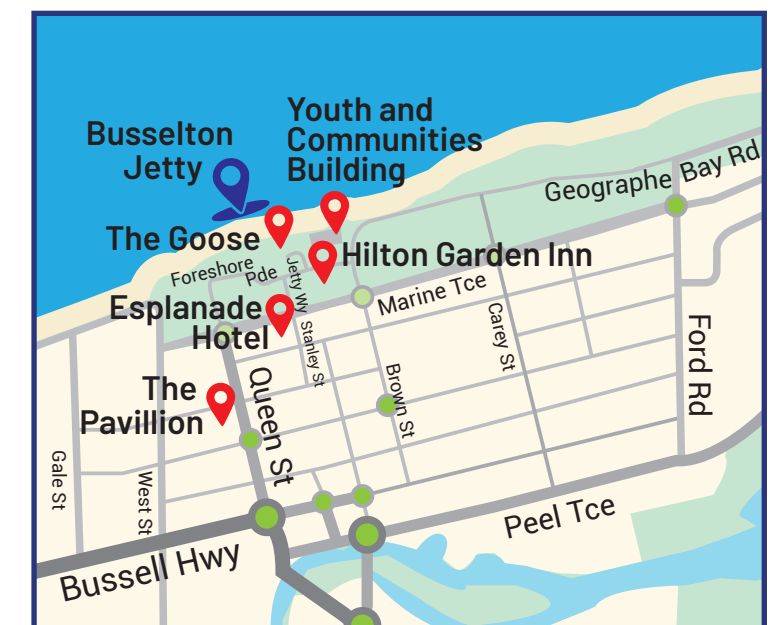 Youth and
Communities
Building
Busselton
Jetty
The Goose
Hilton Garden Inn
Geographe Bay Rd
Foreshore
Pde
Jetty Wy
Esplanade
Hotel
Marine Tce
Stanley St
Carey St
Ford Rd
The
Pavillion
Queen St
Brown St
Gale St
West St
Peel Tce
Bussell Hwy